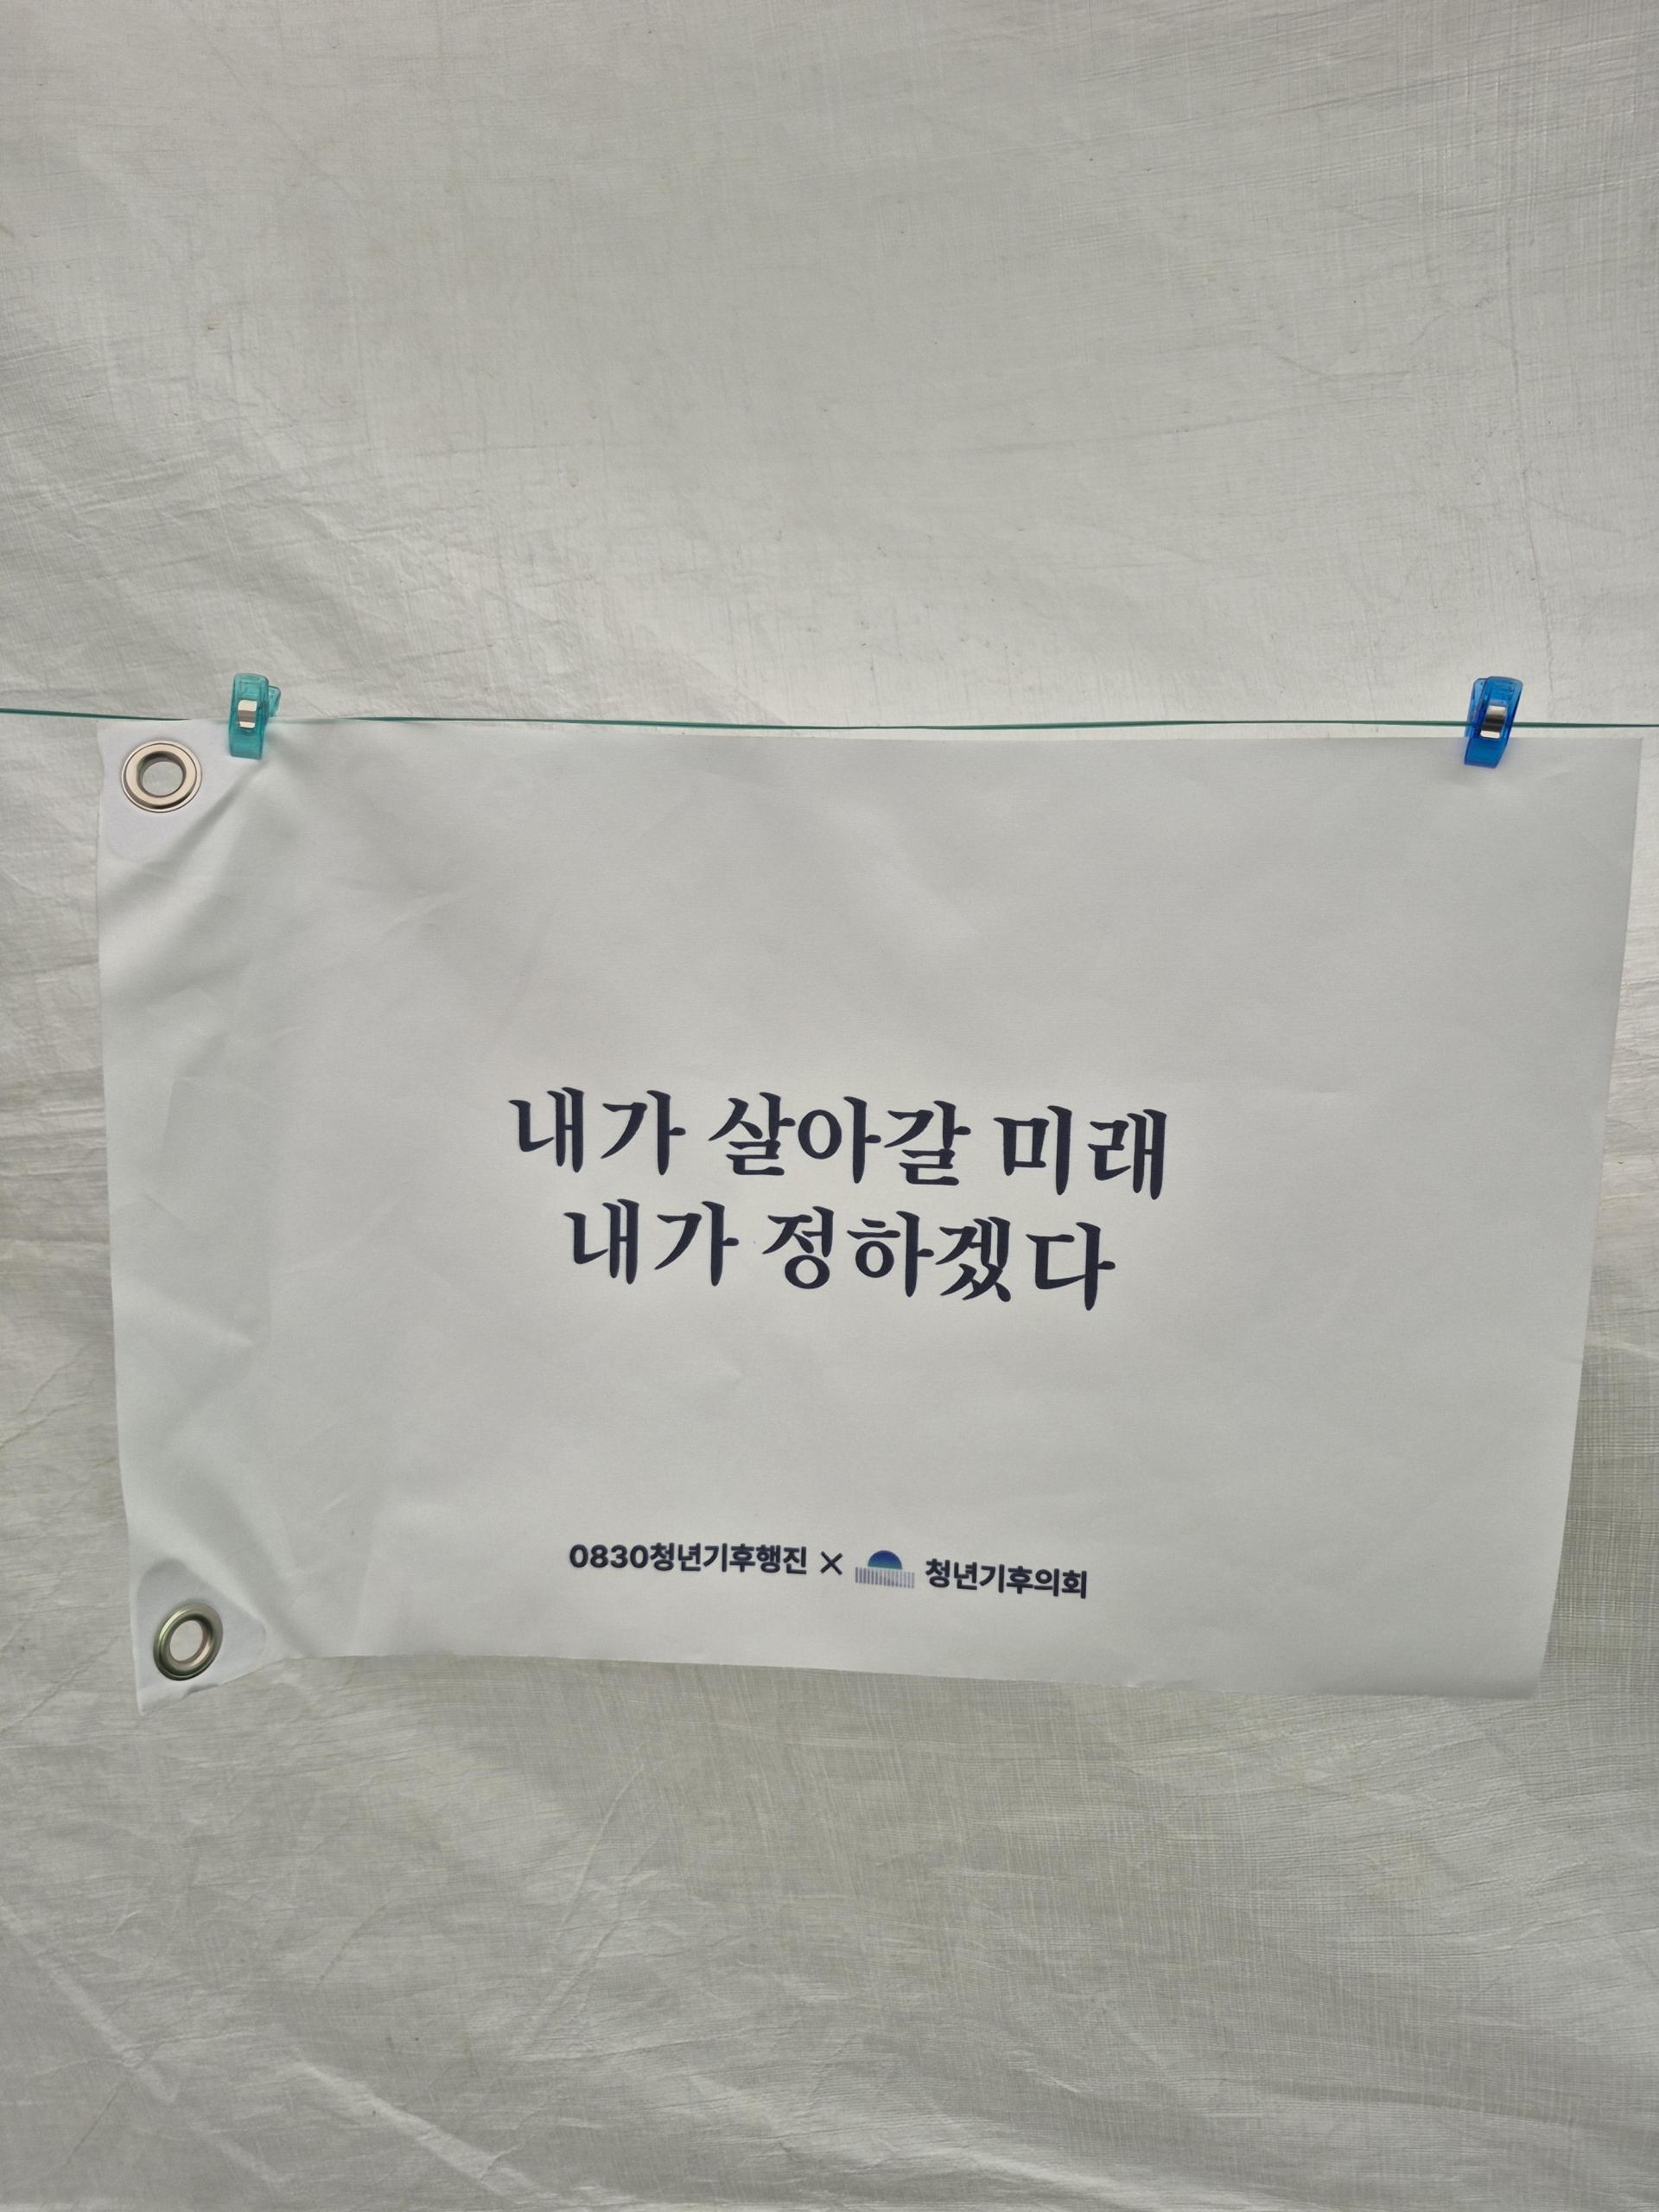 내가 살아갈 미래
내가 정하겠다
0830청년기후행진 × 청년기후의회